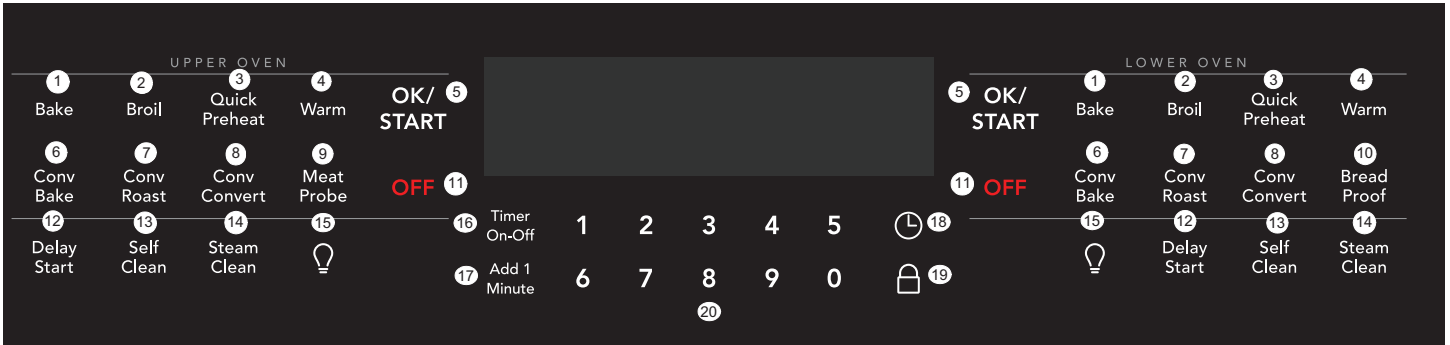 UPPER OVEN
1 2 3 4
Bake Broil Quick Preheat Warm
OK/ 5
START
6 7 8 9
Conv Conv Conv Meat
Bake Roast Convert Probe
OFF 11
12 13 14 15
Delay Self Steam
Start Clean Clean
16 Timer
On-Off
1 2 3 4 5
18
17 Add 1
Minute
6 7 8 9 0
19
20
LOWER OVEN
5 OK/
START
1 2 3 4
Bake Broil Quick Preheat Warm
11 OFF
6 7 8 10
Conv Conv Conv Bread
Bake Roast Convert Proof
15 12 13 14
Delay Self Steam
Start Clean Clean